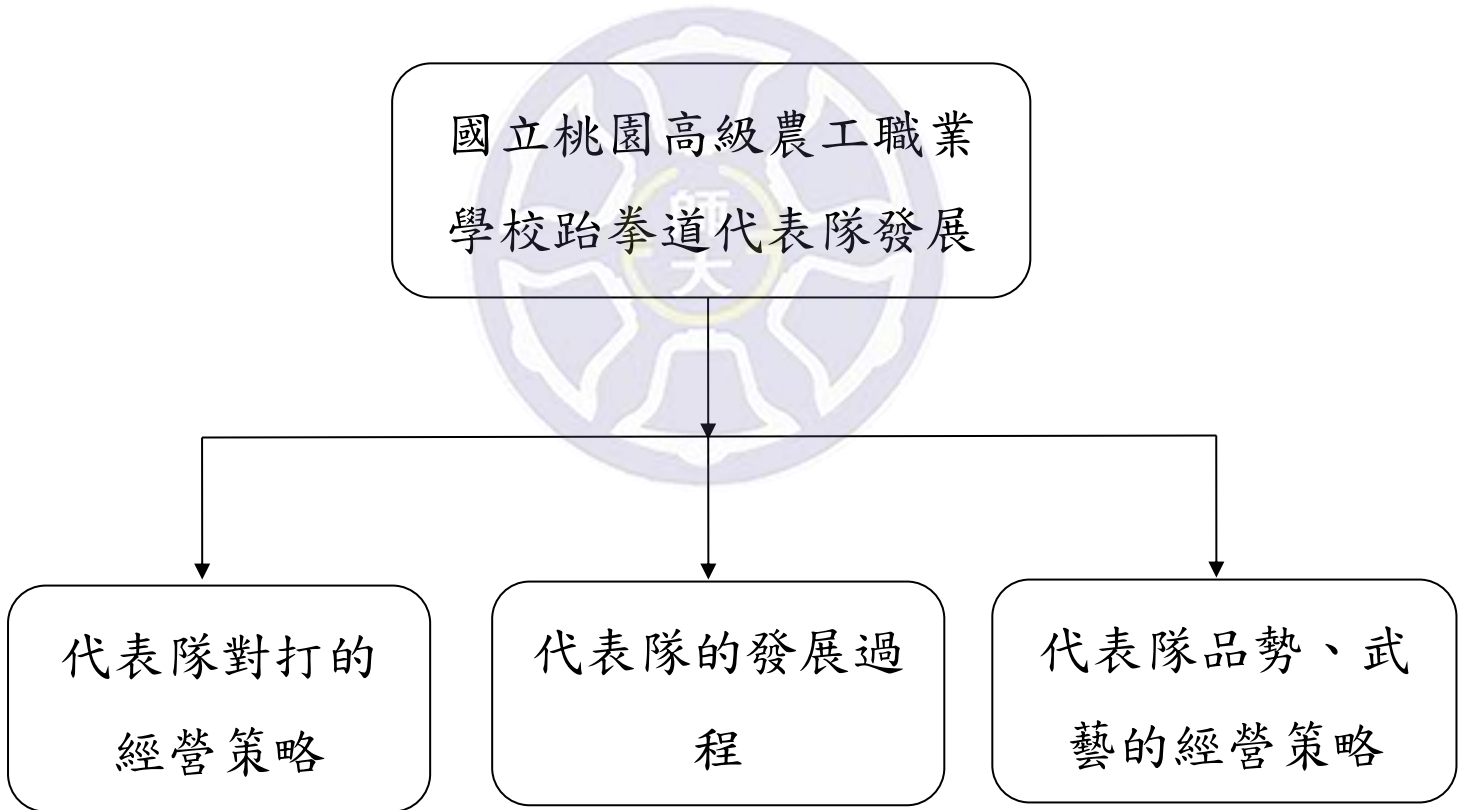 國立桃園高級農工職業
學校跆拳道代表隊發展
師
大
代表隊對打的
經營策略
代表隊的發展過
程
代表隊品勢、武
藝的經營策略